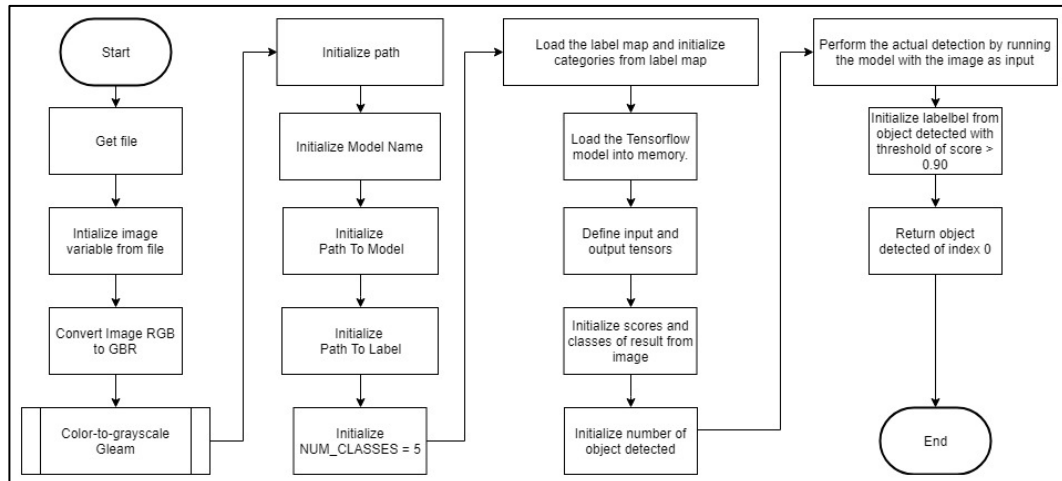 Start
Get file
Intialize image
variable from file
Convert Image RGB
to GBR
Color-to-grayscale
Gleam
Initialize path
Initialize Model Name
Initialize
Path To Model
Initialize
Path To Label
Initialize
NUM_CLASSES = 5
Load the label map and initialize
categories from label map
Load the Tensorflow
model into memory.
Define input and
output tensors
Initialize scores and
classes of result from
image
Initialize number of
object detected
Perform the actual detection by running
the model with the image as input
Initialize labelbel from
object detected with
threshold of score >
0.90
Return object
detected of index 0
End